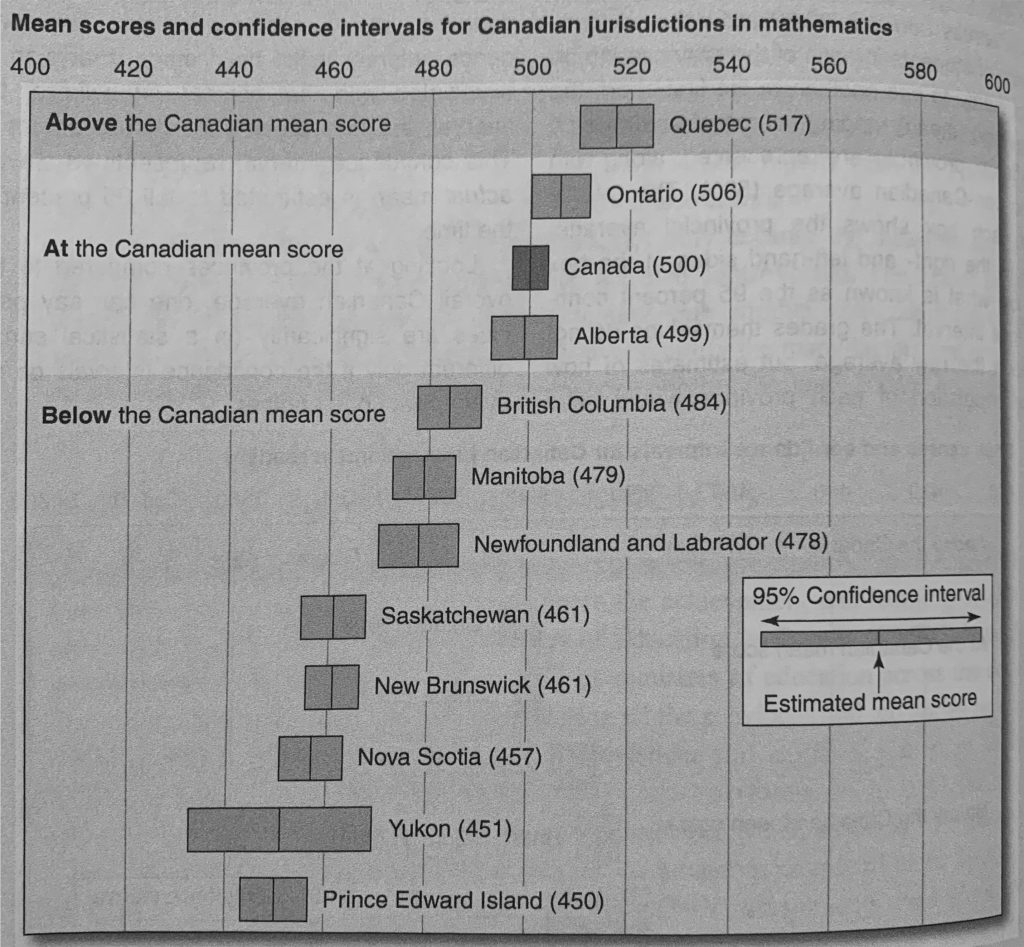 Mean scores and confidence intervals for Canadian jurisdictions in mathematics
400 420 440 460 480 500 520 540 560 580 600
Above the Canadian mean score
Quebec (517)
Ontario (506)
At the Canadian mean score
Canada (500)
Alberta (499)
Below the Canadian mean score
British Columbia (484)
Manitoba (479)
Newfoundland and Labrador (478)
Saskatchewan (461)
New Brunswick (461)
Nova Scotia (457)
Yukon (451)
Prince Edward Island (450)
95% Confidence interval
Estimated mean score